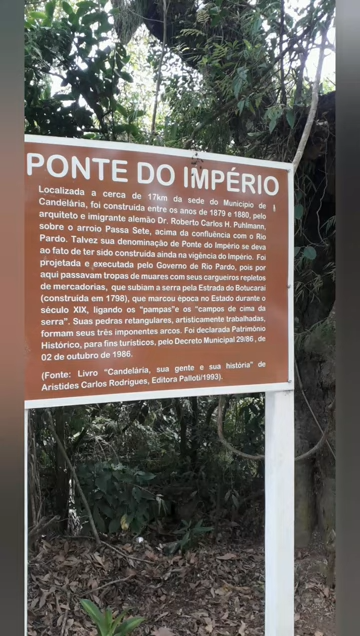 PONTE DO IMPÉRIO
Localizada a cerca de 17km da sede do Município de
Candelária, foi construida entre os anos de 1879 e 1880, pelo
arquiteto e imigrante alemão Dr. Roberto Carlos H. Puhlmann,
sobre o arroio Passa Sete, acima da confluência com o Rio
Pardo. Talvez sua denominação de Ponte do Império se deva
ao fato de ter sido construida ainda na vigência do Império. Foi
projetada e executada pelo Governo de Rio Pardo, pois por
aqui passavam tropas de muares com seus cargueiros repletos
de mercadorias, que subiam a serra pela Estrada do Botucaraí
(construída em 1798), que marcou época no Estado durante o
século XIX, ligando os "pampas"e os "campos de cima da
serra". Suas pedras retangulares, artisticamente trabalhadas,
formam seus três imponentes arcos. Foi declarada Patrimônio
Histórico, para fins turísticos, pelo Decreto Municipal 29/86 , de
02 de outubro de 1986.
(Fonte: Livro "Candelária, sua gente e sua história" de
Aristides Carlos Rodrigues, Editora Palloti/1993).